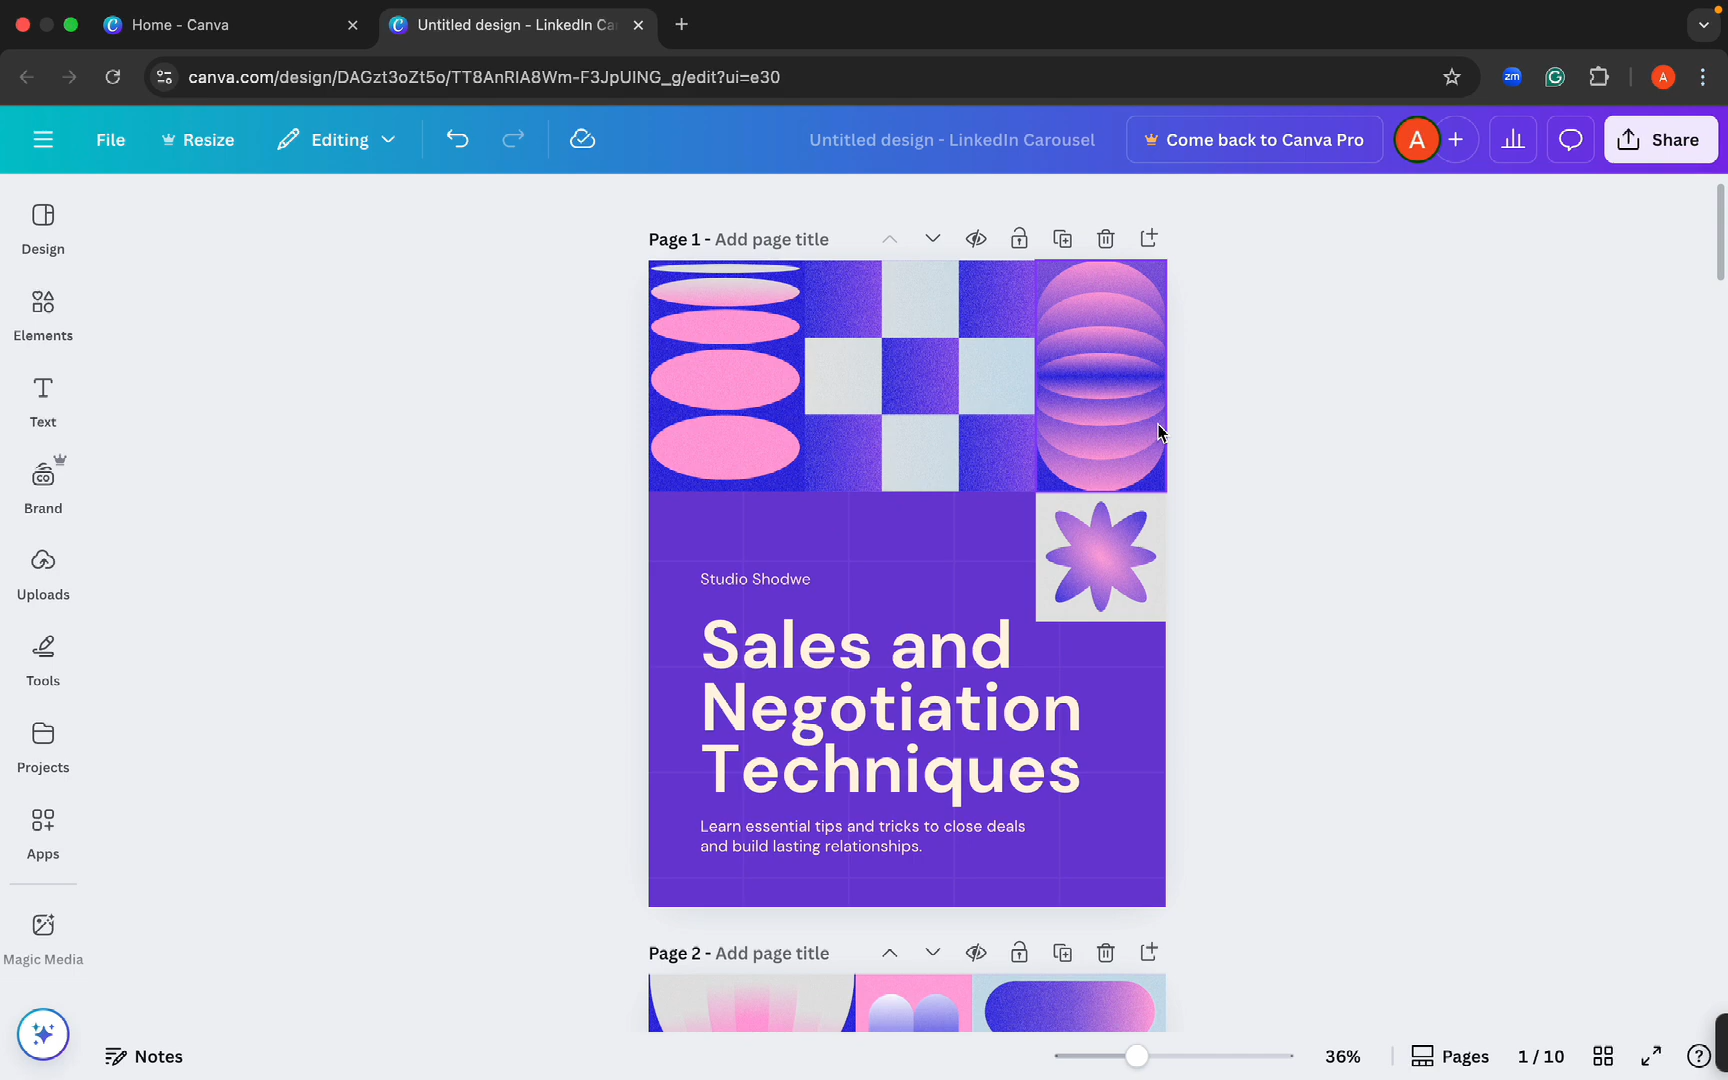 Home - Canva
Untitled design - LinkedIn Ca
canva.com/design/DAGzt3oZt5o/TT8AnRIA8Wm-F3JpUING_g/edit?ui=e30
zm
A
File
Resize
Editing
Untitled design - LinkedIn Carousel
Come back to Canva Pro
A
Share
Design
Elements
Text
Brand
Uploads
Tools
Projects
Apps
Magic Media
Page 1 - Add page title
Studio Shodwe
Sales and
Negotiation
Techniques
Learn essential tips and tricks to close deals
and build lasting relationships.
Page 2 - Add page title
Notes
36%
Pages
1 / 10